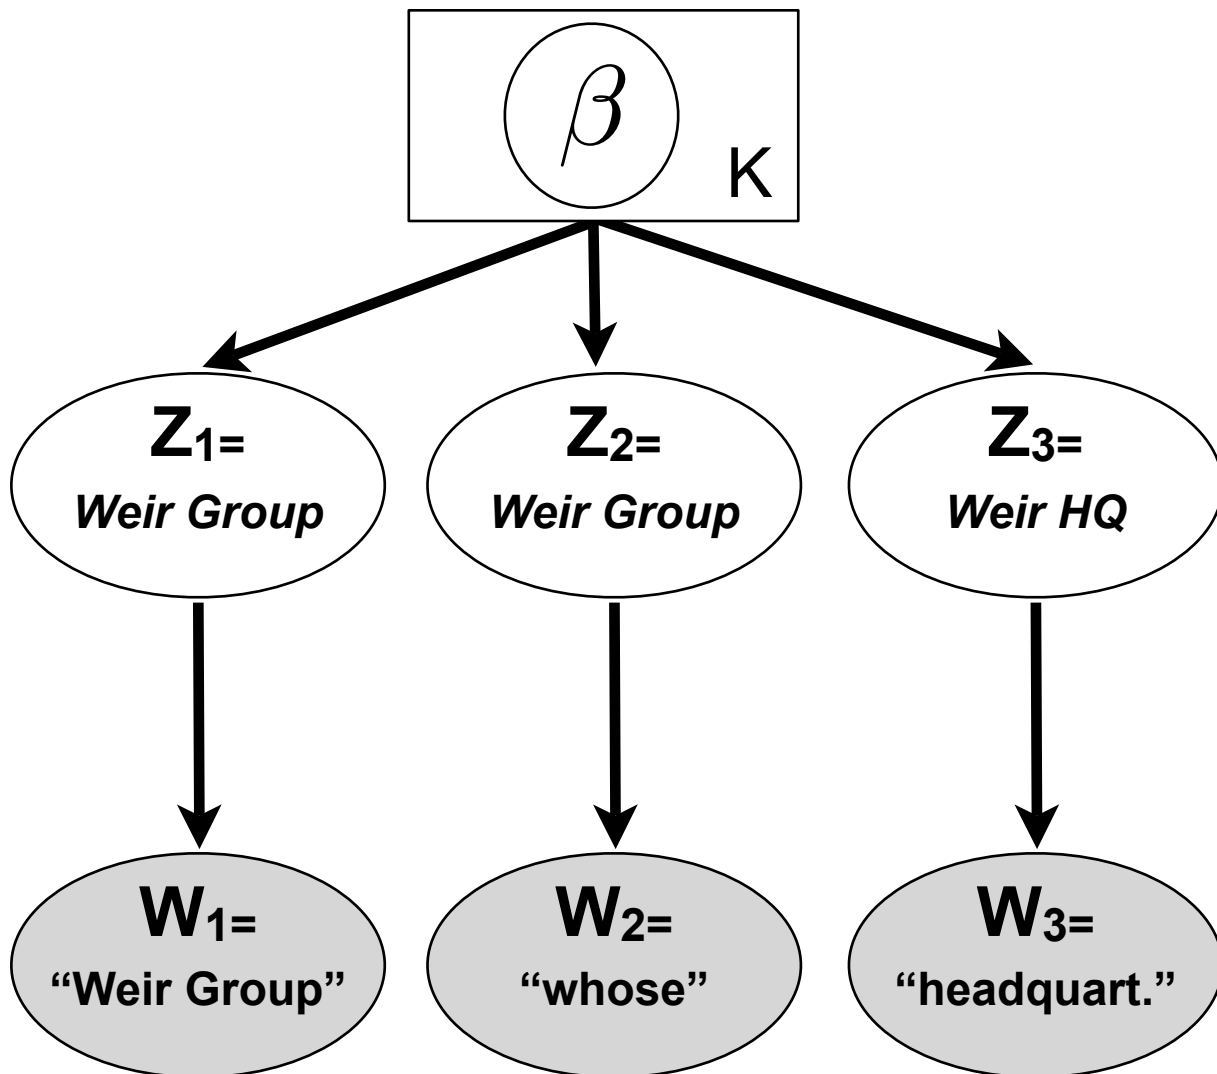 β
K
Z1= Z2= Z3=
Weir Group Weir Group Weir HQ
W1= W2= W3=
“Weir Group” “whose” “headquart.”